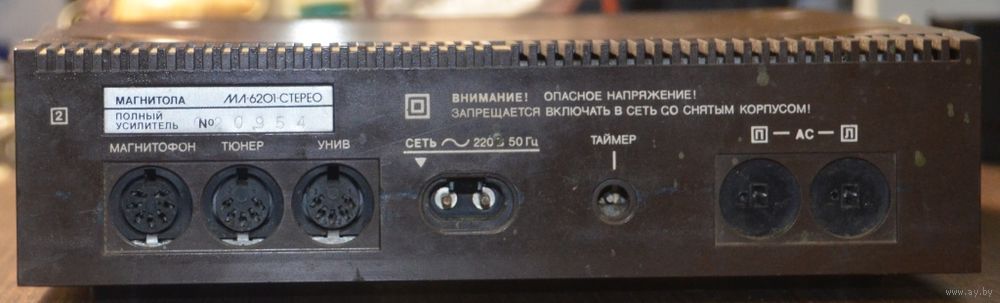 2
МАГНИТОЛА МЛ-6201-СТЕРЕО
ПОЛНЫЙ
УСИЛИТЕЛЬ № 020954
ВНИМАНИЕ! ОПАСНОЕ НАПРЯЖЕНИЕ!
ЗАПРЕЩАЕТСЯ ВКЛЮЧАТЬ В СЕТЬ СО СНЯТЫМ КОРПУСОМ!
МАГНИТОФОН ТЮНЕР УНИВ
СЕТЬ ~ 220 В 50 Гц
ТАЙМЕР
П — АС — Л
www.ay.by